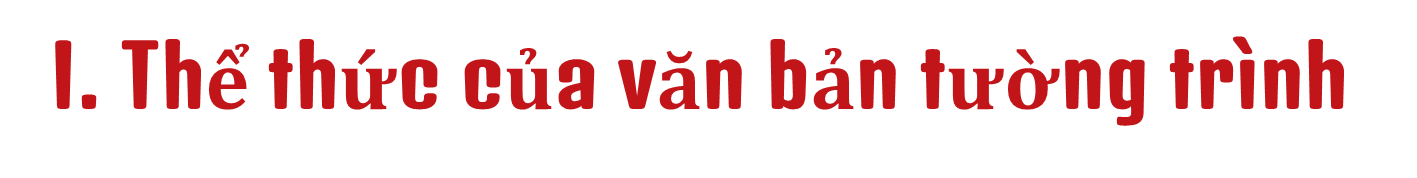 I. Thể thức của văn bản tường trình